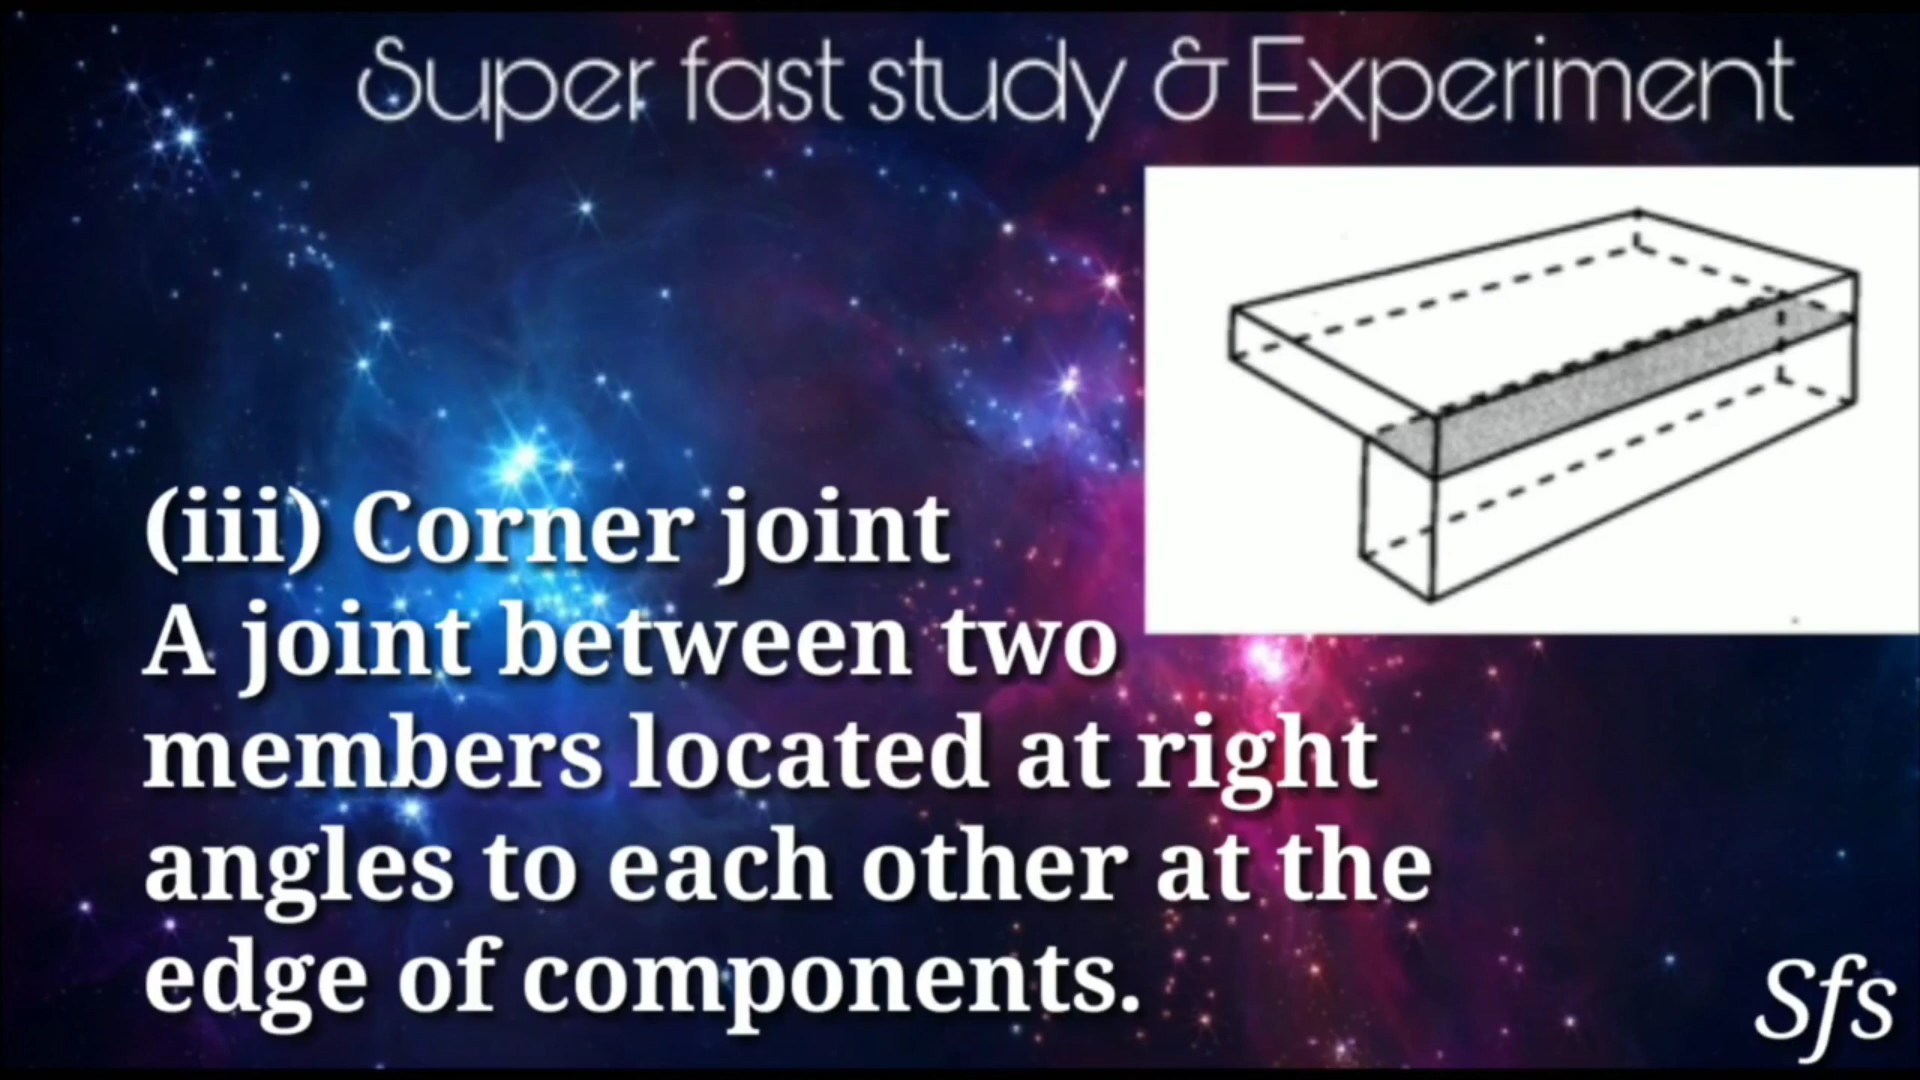 Super fast study & Experiment
(iii) Corner joint
A joint between two
members located at right
angles to each other at the
edge of components.
Sfs